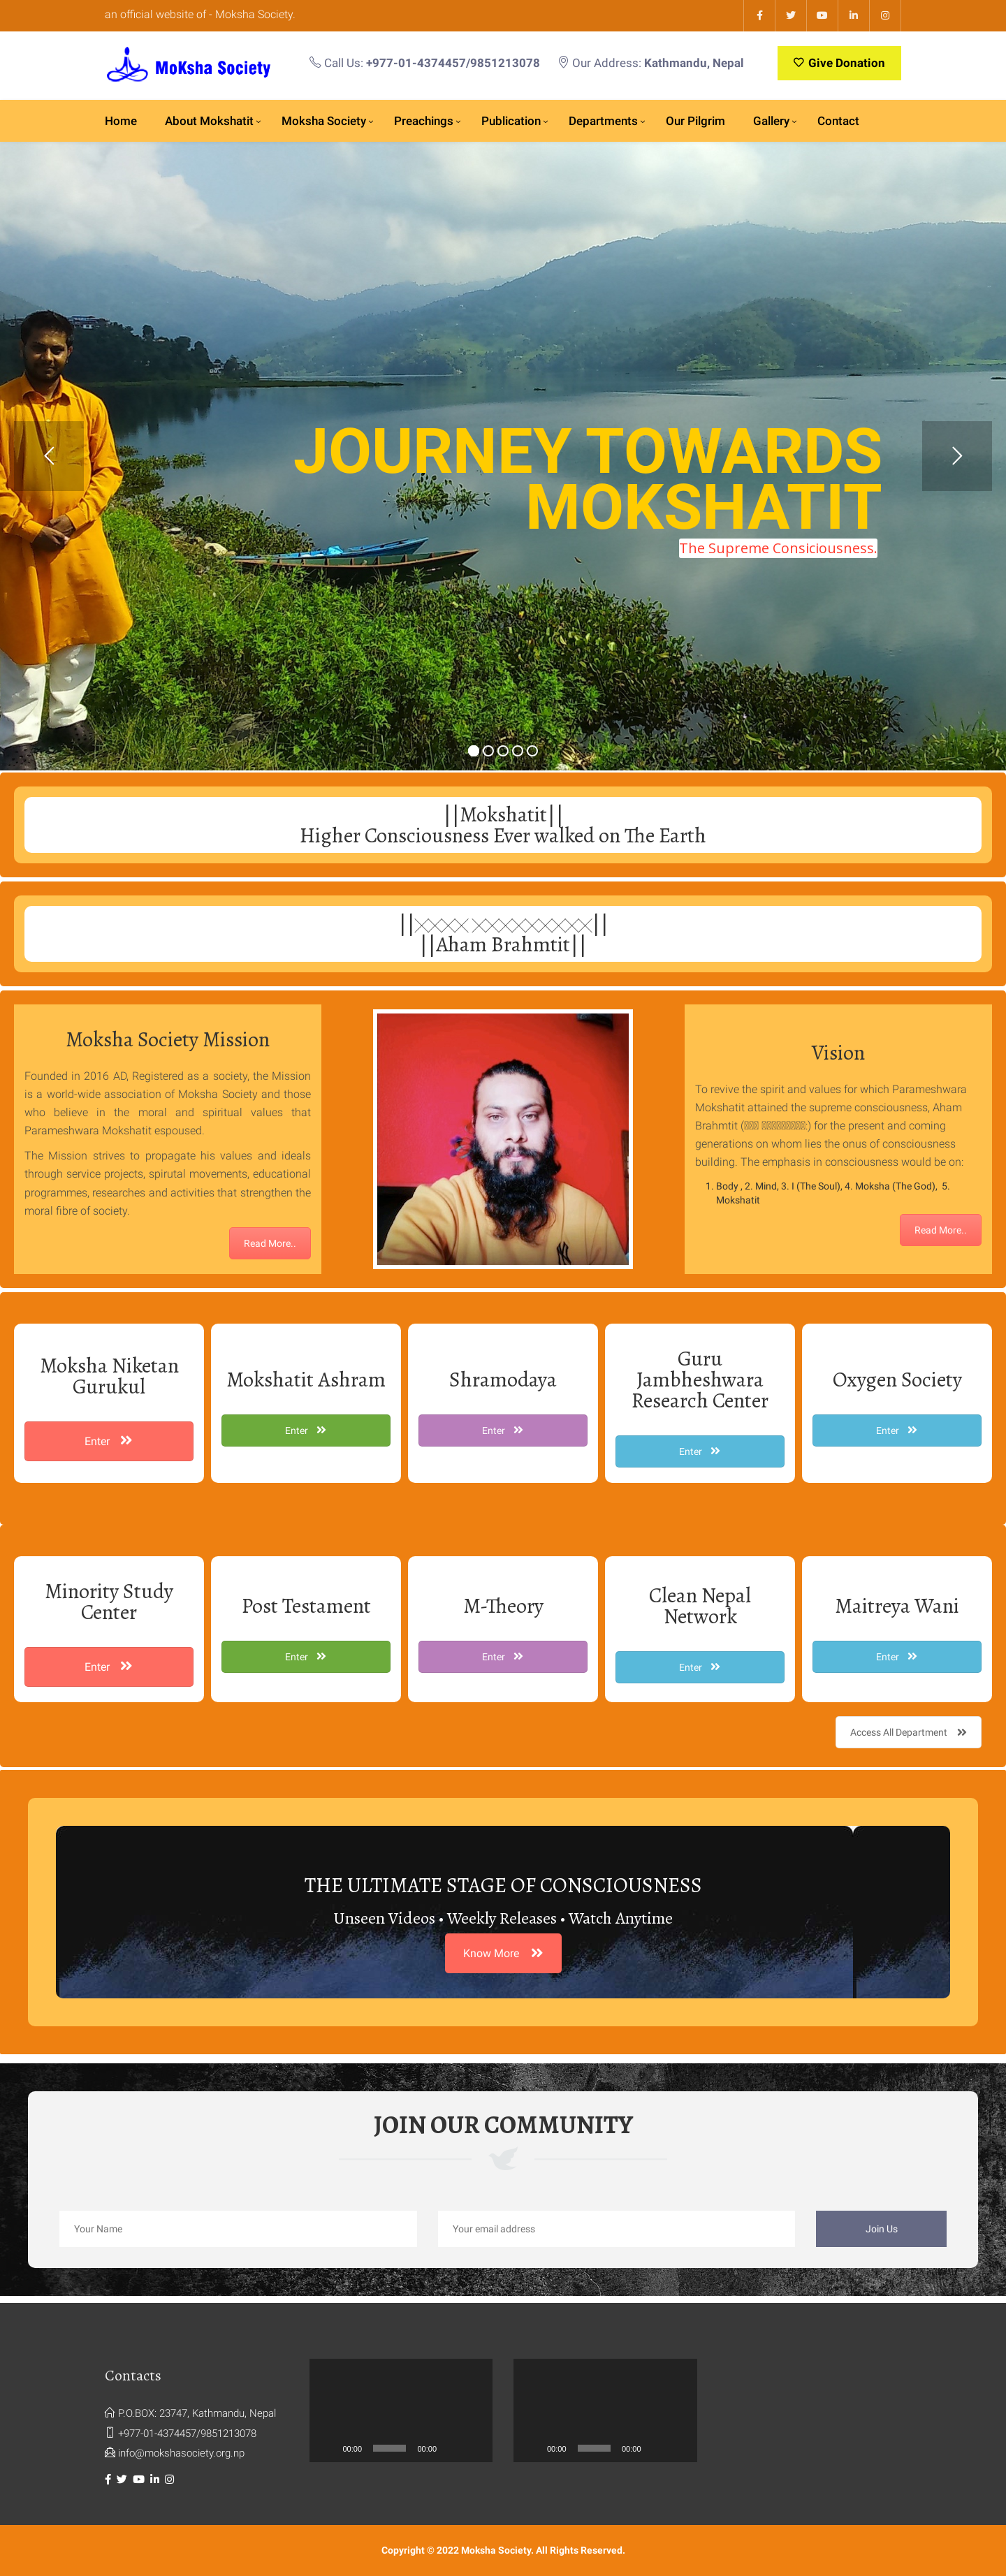 an official website of - Moksha Society.
MoKsha Society
Call Us: +977-01-4374457/9851213078
Our Address: Kathmandu, Nepal
Give Donation
Home
About Mokshatit
Moksha Society
Preachings
Publication
Departments
Our Pilgrim
Gallery
Contact
JOURNEY TOWARDS
MOKSHATIT
The Supreme Consiciousness.
||Mokshatit||
Higher Consciousness Ever walked on The Earth
||Aham Brahmtit||
Moksha Society Mission
Founded in 2016 AD, Registered as a society, the Mission
is a world-wide association of Moksha Society and those
who believe in the moral and spiritual values that
Parameshwara Mokshatit espoused.
The Mission strives to propagate his values and ideals
through service projects, spirutal movements, educational
programmes, researches and activities that strengthen the
moral fibre of society.
Read More..
Vision
To revive the spirit and values for which Parameshwara
Mokshatit attained the supreme consciousness, Aham
Brahmtit ( :) for the present and coming
generations on whom lies the onus of consciousness
building. The emphasis in consciousness would be on:
1. Body , 2. Mind, 3. I (The Soul), 4. Moksha (The God), 5.
Mokshatit
Read More..
Moksha Niketan
Gurukul
Enter
Mokshatit Ashram
Enter
Shramodaya
Enter
Guru
Jambheshwara
Research Center
Enter
Oxygen Society
Enter
Minority Study
Center
Enter
Post Testament
Enter
M-Theory
Enter
Clean Nepal
Network
Enter
Maitreya Wani
Enter
Access All Department
THE ULTIMATE STAGE OF CONSCIOUSNESS
Unseen Videos • Weekly Releases • Watch Anytime
Know More
JOIN OUR COMMUNITY
Your Name
Your email address
Join Us
Contacts
P.O.BOX: 23747, Kathmandu, Nepal
+977-01-4374457/9851213078
info@mokshasociety.org.np
00:00
00:00
00:00
00:00
Copyright © 2022 Moksha Society. All Rights Reserved.